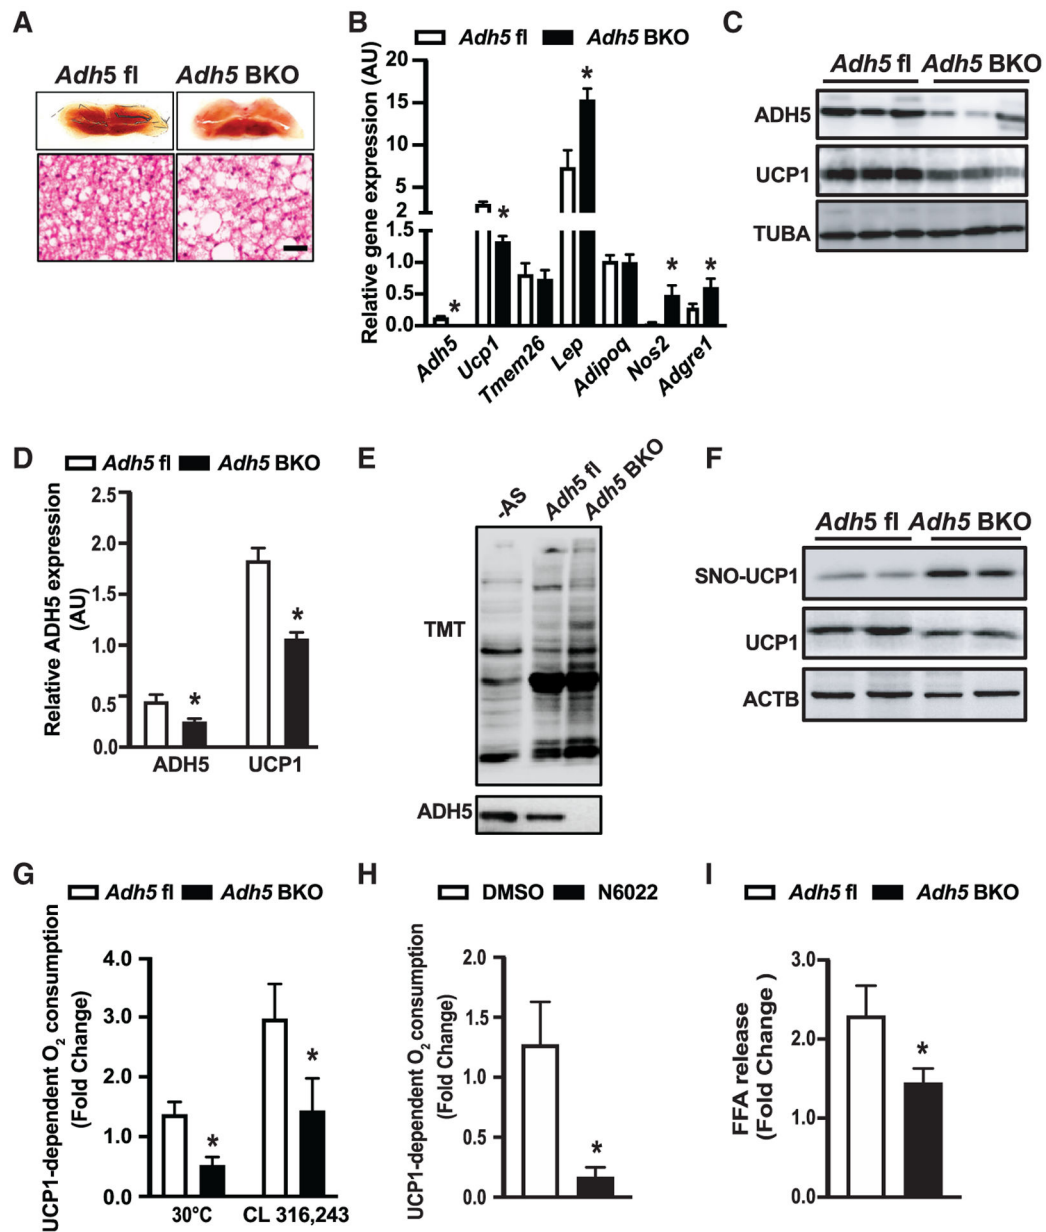 A
Adh5 fl
Adh5 BKO
B
Adh5 fl
Adh5 BKO
Relative gene expression (AU)
20
15
10
5
2
1.5
1.0
0.5
0.0
*
*
*
*
*
Adh5
Ucp1
Tmem26
Lep
Adipoq
Nos2
Adgre1
C
Adh5 fl
Adh5 BKO
ADH5
UCP1
TUBA
D
Adh5 fl
Adh5 BKO
Relative ADH5 expression
(AU)
2.5
2.0
1.5
1.0
0.5
0.0
*
*
ADH5
UCP1
E
-AS
Adh5 fl
Adh5 BKO
TMT
ADH5
F
Adh5 fl
Adh5 BKO
SNO-UCP1
UCP1
ACTB
G
Adh5 fl
Adh5 BKO
UCP1-dependent O2 consumption
(Fold Change)
4.0
3.0
2.0
1.0
0.0
*
*
30°C
CL 316,243
H
DMSO
N6022
UCP1-dependent O2 consumption
(Fold Change)
2.0
1.5
1.0
0.5
0.0
*
I
Adh5 fl
Adh5 BKO
FFA release
(Fold Change )
3.0
2.0
1.0
0.0
*